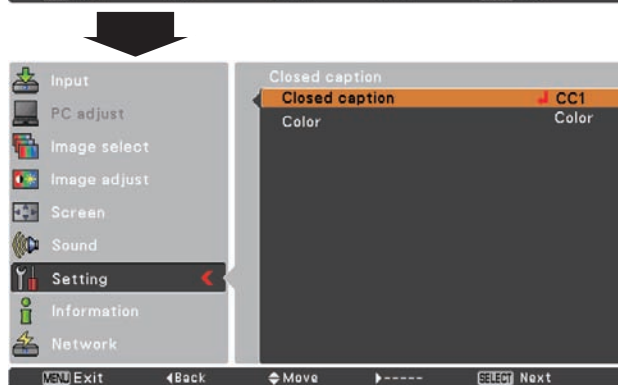 Input
PC adjust
Image select
Image adjust
Screen
Sound
Setting
Information
Network
Closed caption
Closed caption CC1
Color Color
MENU Exit Back Move ----- SELECT Next